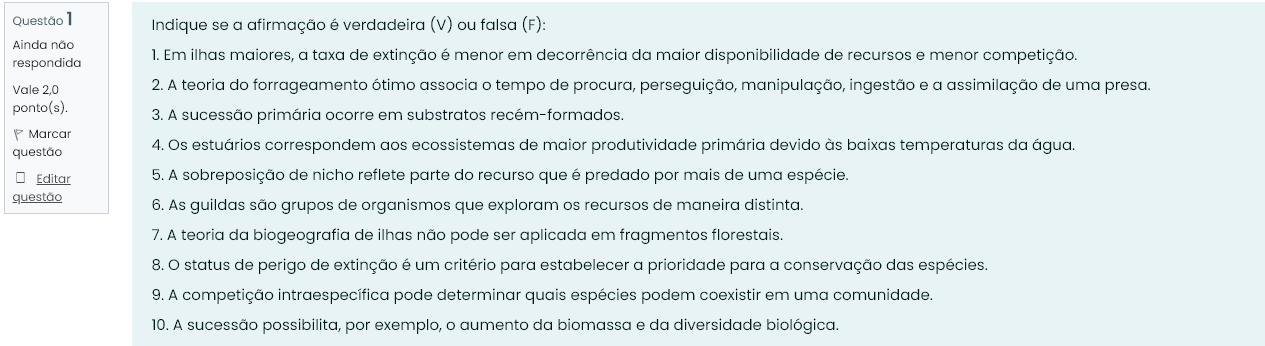 Questão 1
Ainda não
respondida
Vale 2,0
ponto(s).
Marcar
questão
Editar
questão
Indique se a afirmação é verdadeira (V) ou falsa (F):
1. Em ilhas maiores, a taxa de extinção é menor em decorrência da maior disponibilidade de recursos e menor competição.
2. A teoria do forrageamento ótimo associa o tempo de procura, perseguição, manipulação, ingestão e a assimilação de uma presa.
3. A sucessão primária ocorre em substratos recém-formados.
4. Os estuários correspondem aos ecossistemas de maior produtividade primária devido às baixas temperaturas da água.
5. A sobreposição de nicho reflete parte do recurso que é predado por mais de uma espécie.
6. As guildas são grupos de organismos que exploram os recursos de maneira distinta.
7. A teoria da biogeografia de ilhas não pode ser aplicada em fragmentos florestais.
8. O status de perigo de extinção é um critério para estabelecer a prioridade para a conservação das espécies.
9. A competição intraespecífica pode determinar quais espécies podem coexistir em uma comunidade.
10. A sucessão possibilita, por exemplo, o aumento da biomassa e da diversidade biológica.